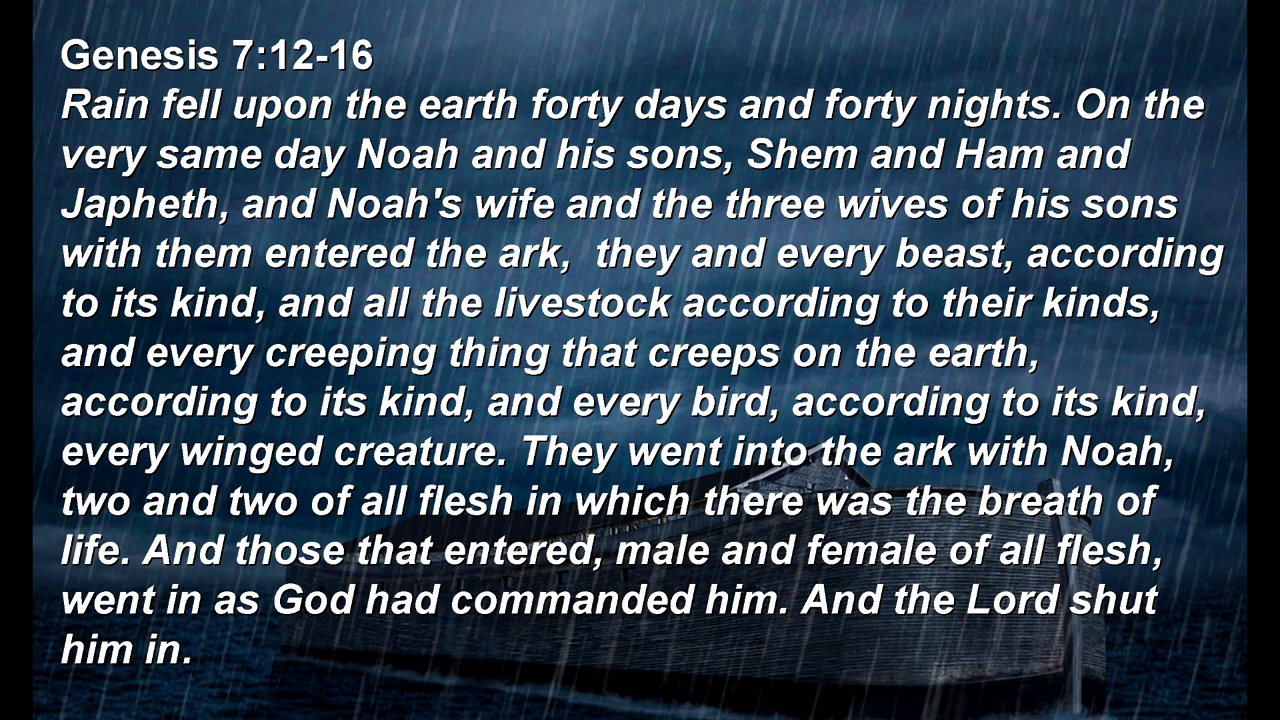 Genesis 7:12-16
Rain fell upon the earth forty days and forty nights. On the
very same day Noah and his sons, Shem and Ham and
Japheth, and Noah's wife and the three wives of his sons
with them entered the ark,  they and every beast, according
to its kind, and all the livestock according to their kinds,
and every creeping thing that creeps on the earth,
according to its kind, and every bird, according to its kind,
every winged creature. They went into the ark with Noah,
two and two of all flesh in which there was the breath of
life. And those that entered, male and female of all flesh,
went in as God had commanded him. And the Lord shut
him in.